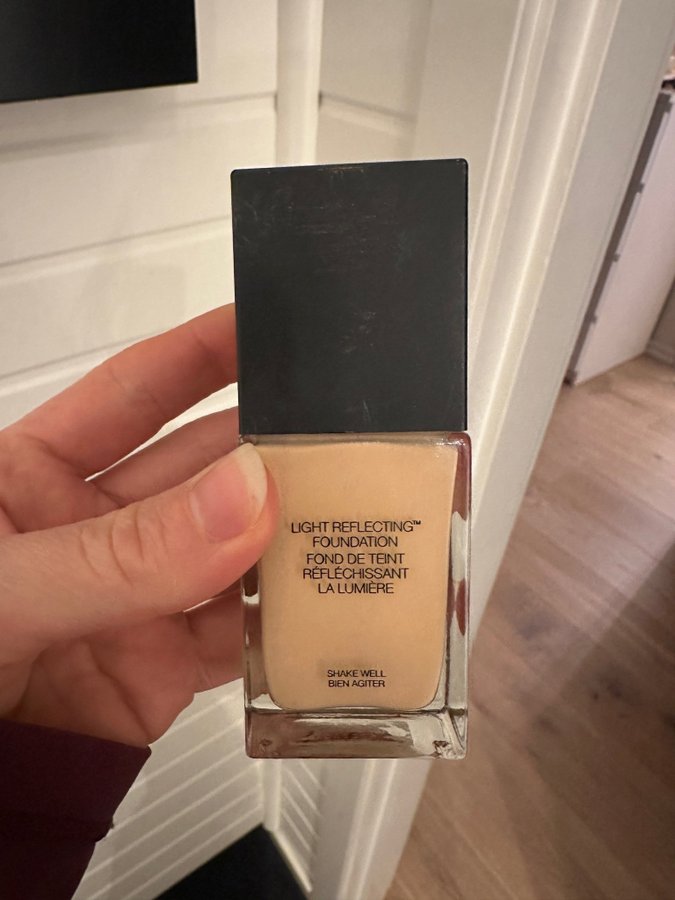 LIGHT REFLECTING™
FOUNDATION
FOND DE TEINT
RÉFLÉCHISSANT
LA LUMIÈRE
SHAKE WELL
BIEN AGITER